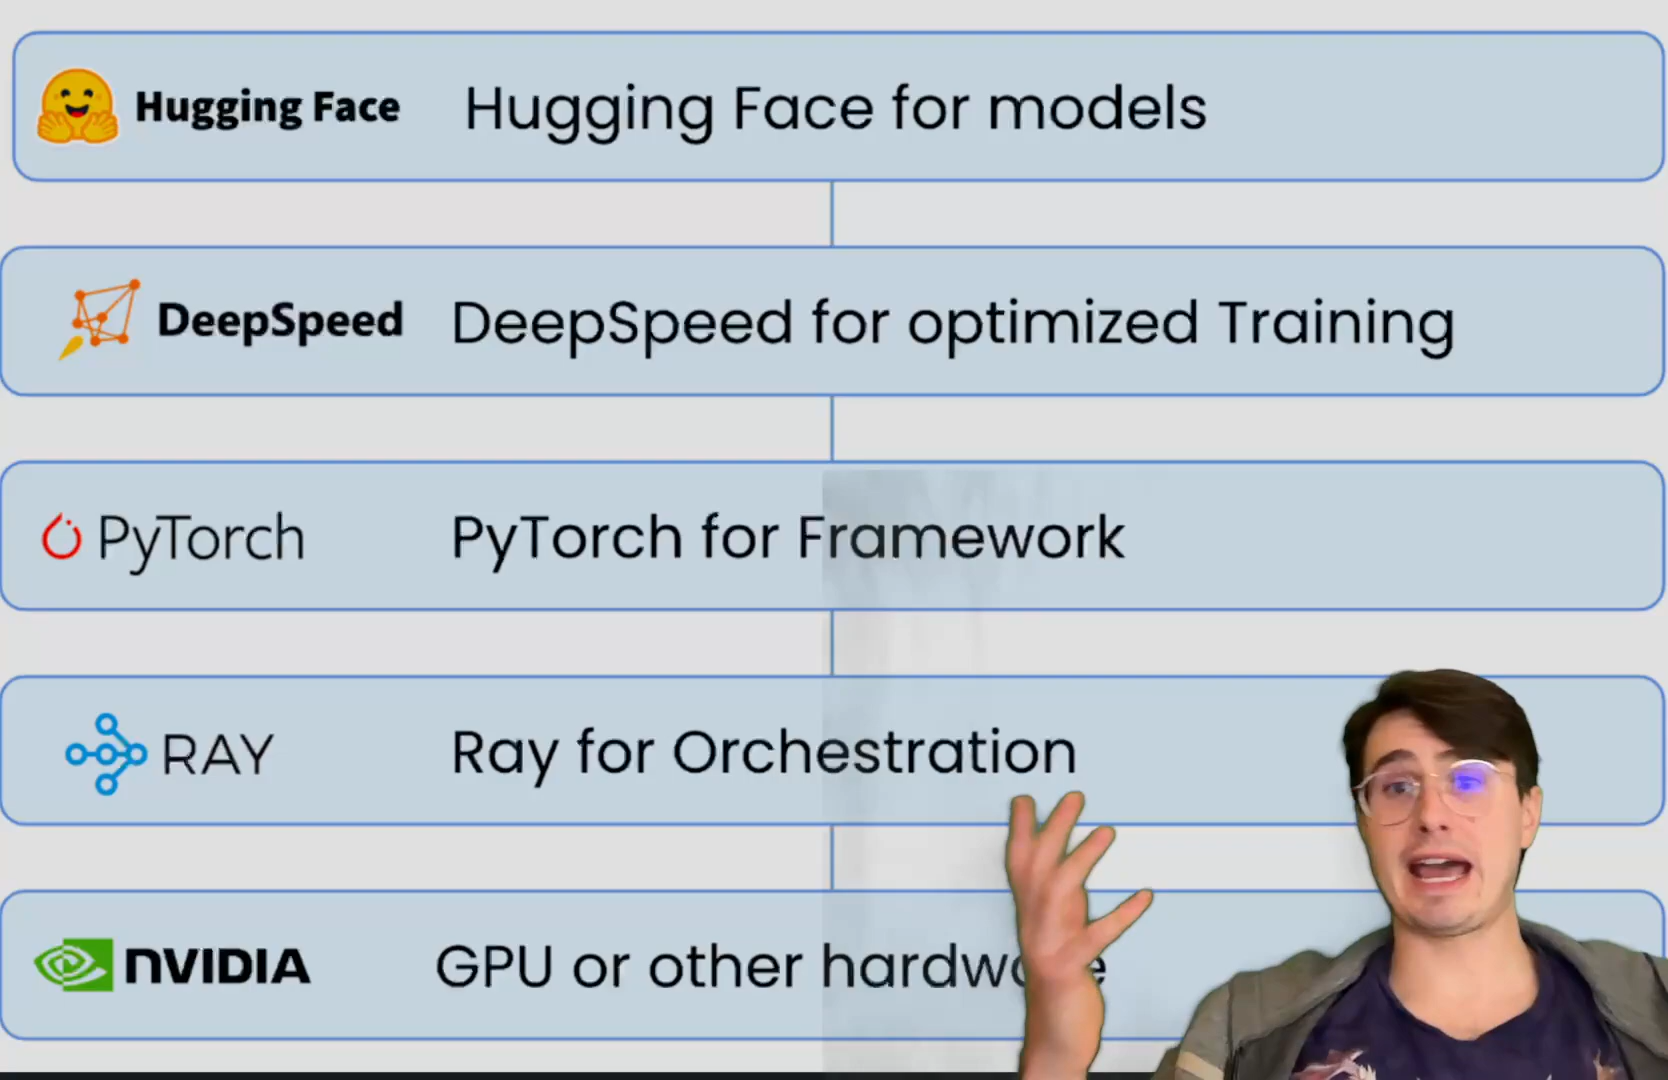 Hugging Face Hugging Face for models
DeepSpeed DeepSpeed for optimized Training
PyTorch PyTorch for Framework
RAY Ray for Orchestration
NVIDIA GPU or other